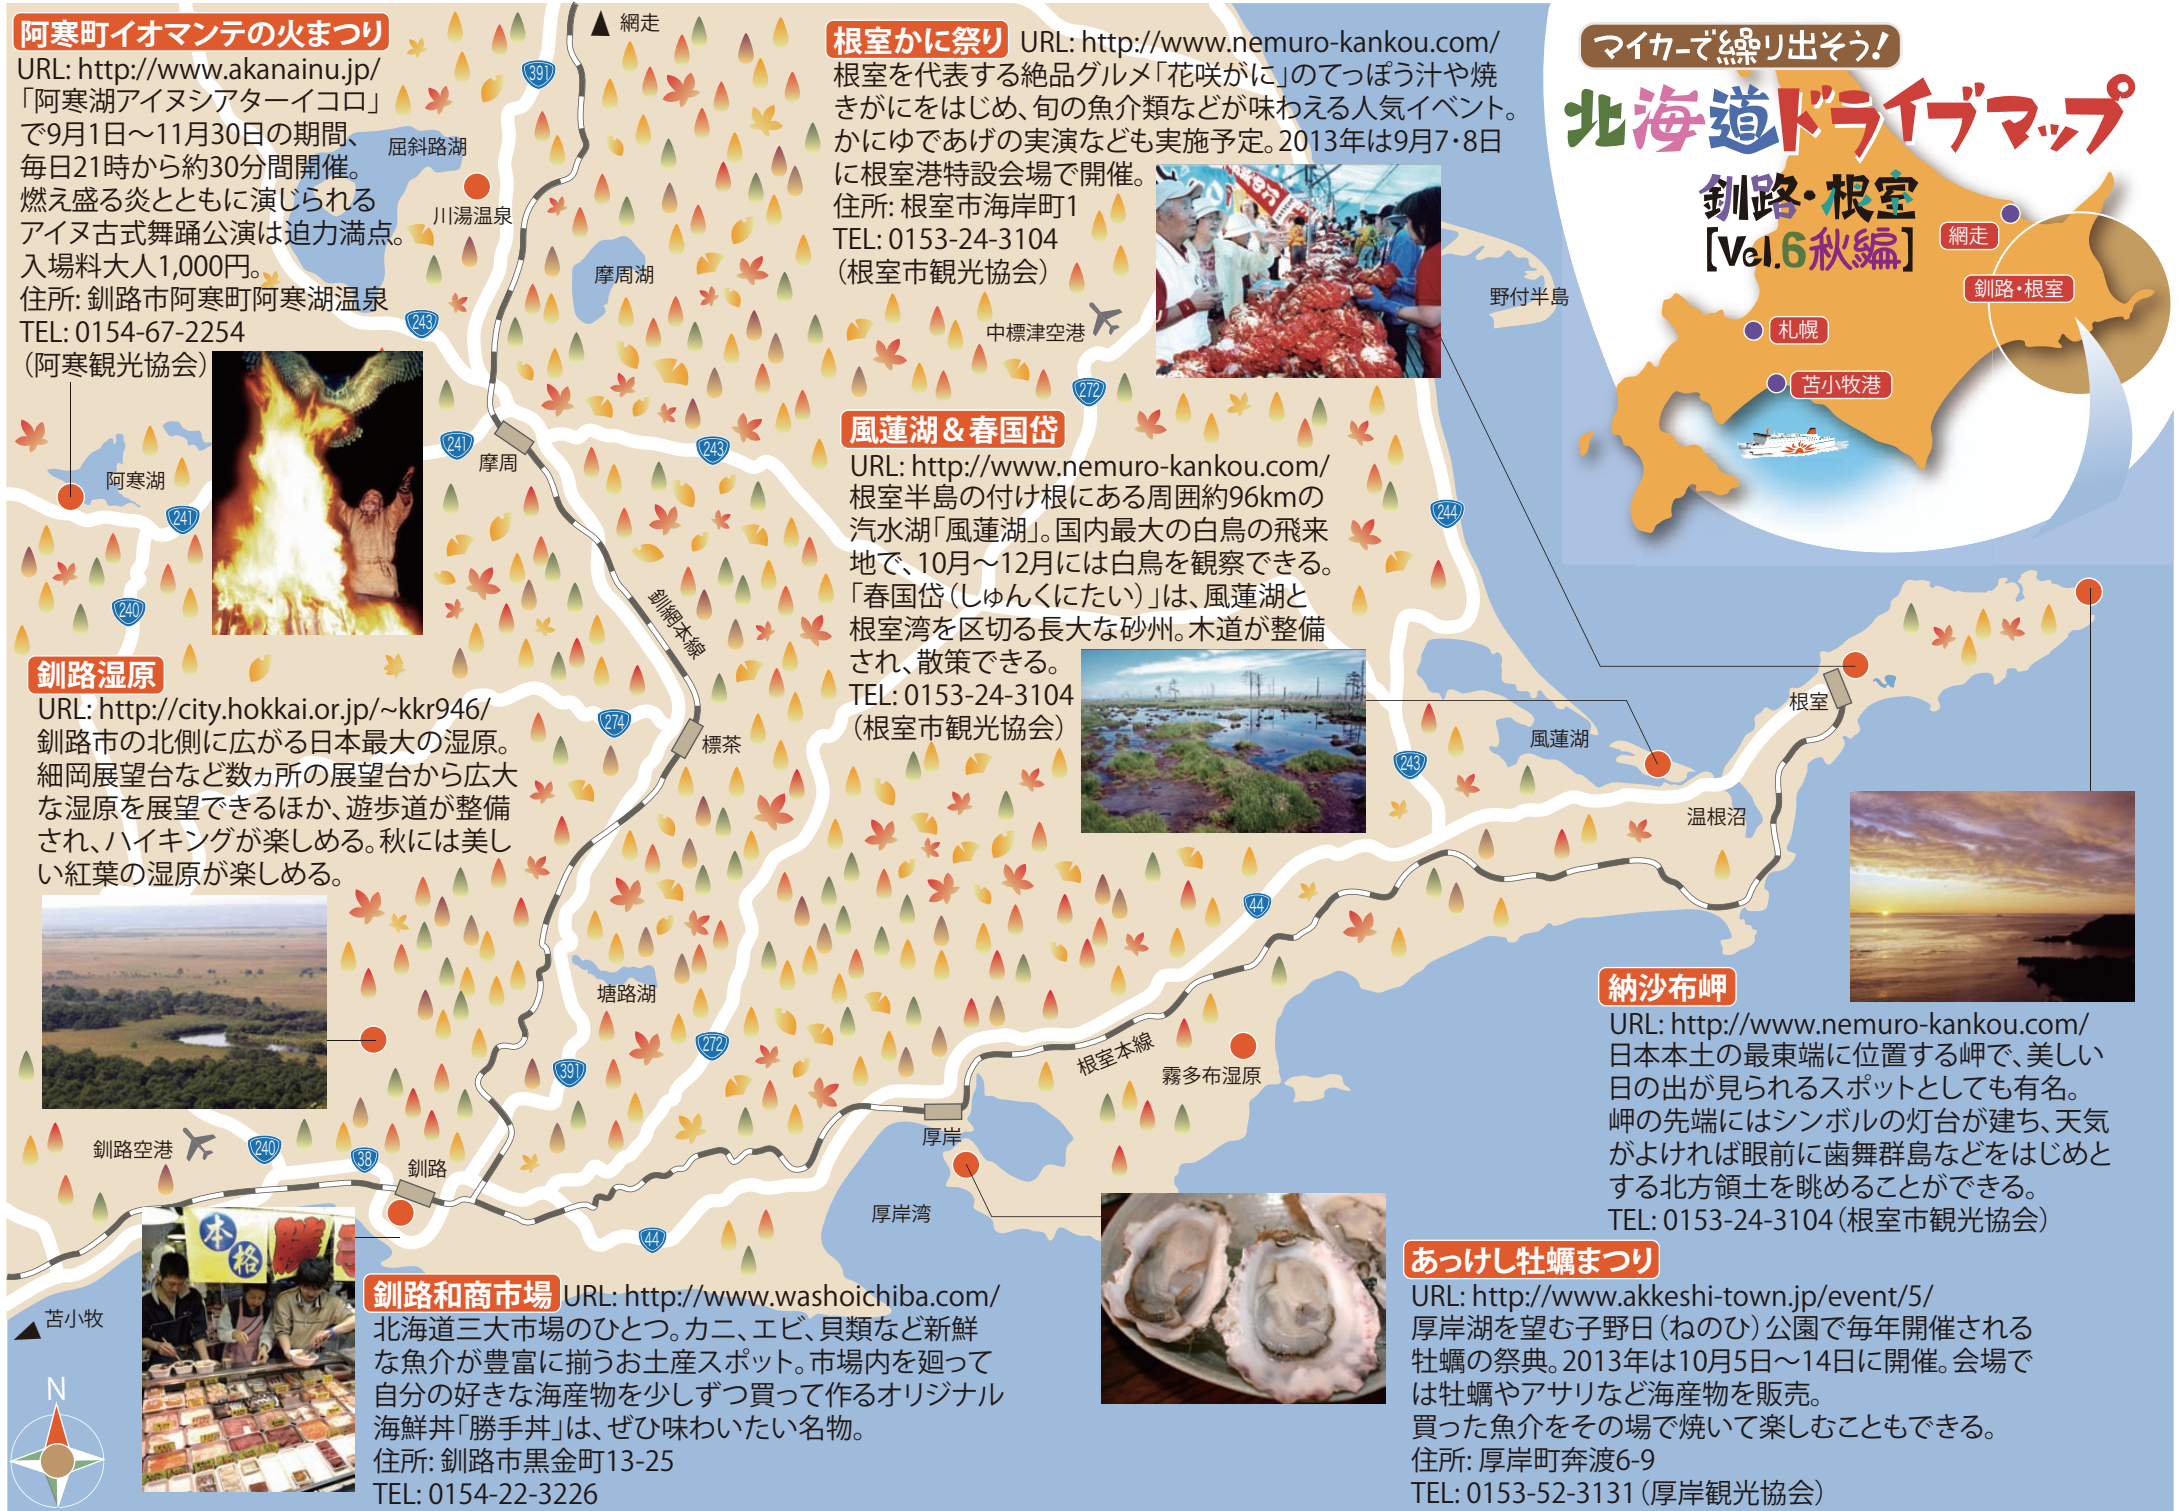 マイカーで繰り出そう!
北海道ドライブマップ
釧路・根室
[Vol.6秋編]
網走
釧路・根室
札幌
苫小牧港
阿寒町イオマンテの火まつり
URL: http://www.akanainu.jp/
「阿寒湖アイヌシアターイコロ」
で9月1日〜11月30日の期間、
毎日21時から約30分間開催。
燃え盛る炎とともに演じられる
アイヌ古式舞踊公演は迫力満点。
入場料大人1,000円。
住所: 釧路市阿寒町阿寒湖温泉
TEL: 0154-67-2254
(阿寒観光協会)
根室かに祭り URL: http://www.nemuro-kankou.com/
根室を代表する絶品グルメ「花咲がに」のてっぽう汁や焼
きがにをはじめ、旬の魚介類などが味わえる人気イベント。
かにゆであげの実演なども実施予定。2013年は9月7・8日
に根室港特設会場で開催。
住所: 根室市海岸町1
TEL: 0153-24-3104
(根室市観光協会)
風蓮湖&春国岱
URL: http://www.nemuro-kankou.com/
根室半島の付け根にある周囲約96kmの
汽水湖「風蓮湖」。国内最大の白鳥の飛来
地で、10月〜12月には白鳥を観察できる。
「春国岱(しゅんくにたい)」は、風蓮湖と
根室湾を区切る長大な砂州。木道が整備
され、散策できる。
TEL: 0153-24-3104
(根室市観光協会)
釧路湿原
URL: http://city.hokkai.or.jp/~kkr946/
釧路市の北側に広がる日本最大の湿原。
細岡展望台など数ヵ所の展望台から広大
な湿原を展望できるほか、遊歩道が整備
され、ハイキングが楽しめる。秋には美し
い紅葉の湿原が楽しめる。
納沙布岬
URL: http://www.nemuro-kankou.com/
日本本土の最東端に位置する岬で、美しい
日の出が見られるスポットとしても有名。
岬の先端にはシンボルの灯台が建ち、天気
がよければ眼前に歯舞群島などをはじめと
する北方領土を眺めることができる。
TEL: 0153-24-3104(根室市観光協会)
釧路和商市場 URL: http://www.washoichiba.com/
北海道三大市場のひとつ。カニ、エビ、貝類など新鮮
な魚介が豊富に揃うお土産スポット。市場内を廻って
自分の好きな海産物を少しずつ買って作るオリジナル
海鮮丼「勝手丼」は、ぜひ味わいたい名物。
住所: 釧路市黒金町13-25
TEL: 0154-22-3226
あっけし牡蠣まつり
URL: http://www.akkeshi-town.jp/event/5/
厚岸湖を望む子野日(ねのひ)公園で毎年開催される
牡蠣の祭典。2013年は10月5日〜14日に開催。会場で
は牡蠣やアサリなど海産物を販売。
買った魚介をその場で焼いて楽しむこともできる。
住所: 厚岸町奔渡6-9
TEL: 0153-52-3131(厚岸観光協会)
網走
391
屈斜路湖
川湯温泉
摩周湖
243
中標津空港
272
野付半島
241
摩周
243
阿寒湖
241
244
240
釧網本線
274
標茶
根室
風蓮湖
243
温根沼
44
塘路湖
272
391
根室本線
霧多布湿原
釧路空港
240
38
釧路
厚岸
厚岸湾
44
苫小牧
N
本格
勝